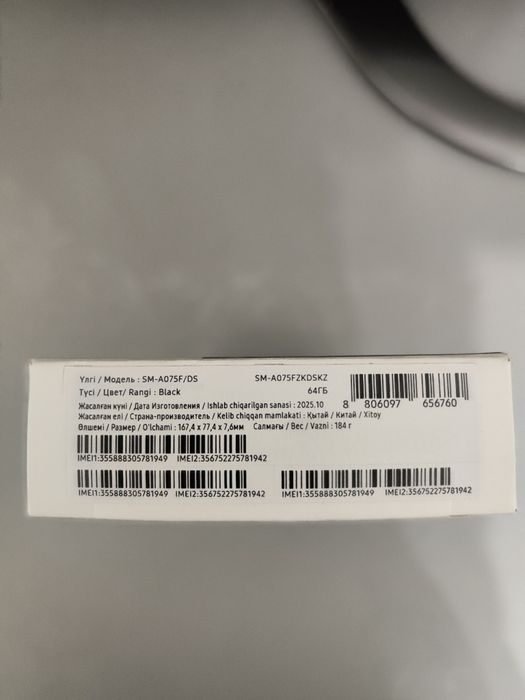 Үлгі / Модель : SM-A075F/DS SM-A075FZKDSKZ
Түсі / Цвет/ Rangi : Black 64ГБ
8 806097 656760
Жасалған күні / Дата Изготовления / Ishlab chiqarilgan sanasi : 2025.10
Жасалған елі / Страна-производитель / Kelib chiqqan mamlakati : Қытай / Китай / Xitoy
Өлшемі / Размер / O'lchami : 167,4 x 77,4 x 7,6мм Салмағы / Вес / Vazni : 184 г
IMEI1:355888305781949 IMEI2:356752275781942
IMEI1:355888305781949 IMEI2:356752275781942 IMEI1:355888305781949 IMEI2:356752275781942